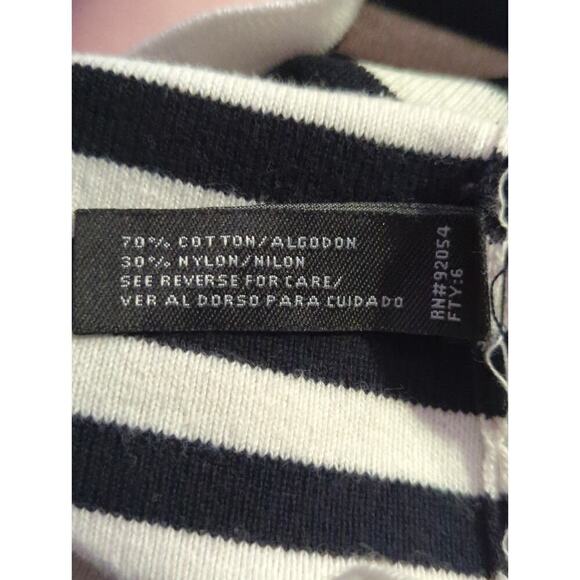 70% COTTON/ALGODON
30% NYLON/NILON
SEE REVERSE FOR CARE/
VER AL DORSO PARA CUIDADO
RN#92054
FTY:6